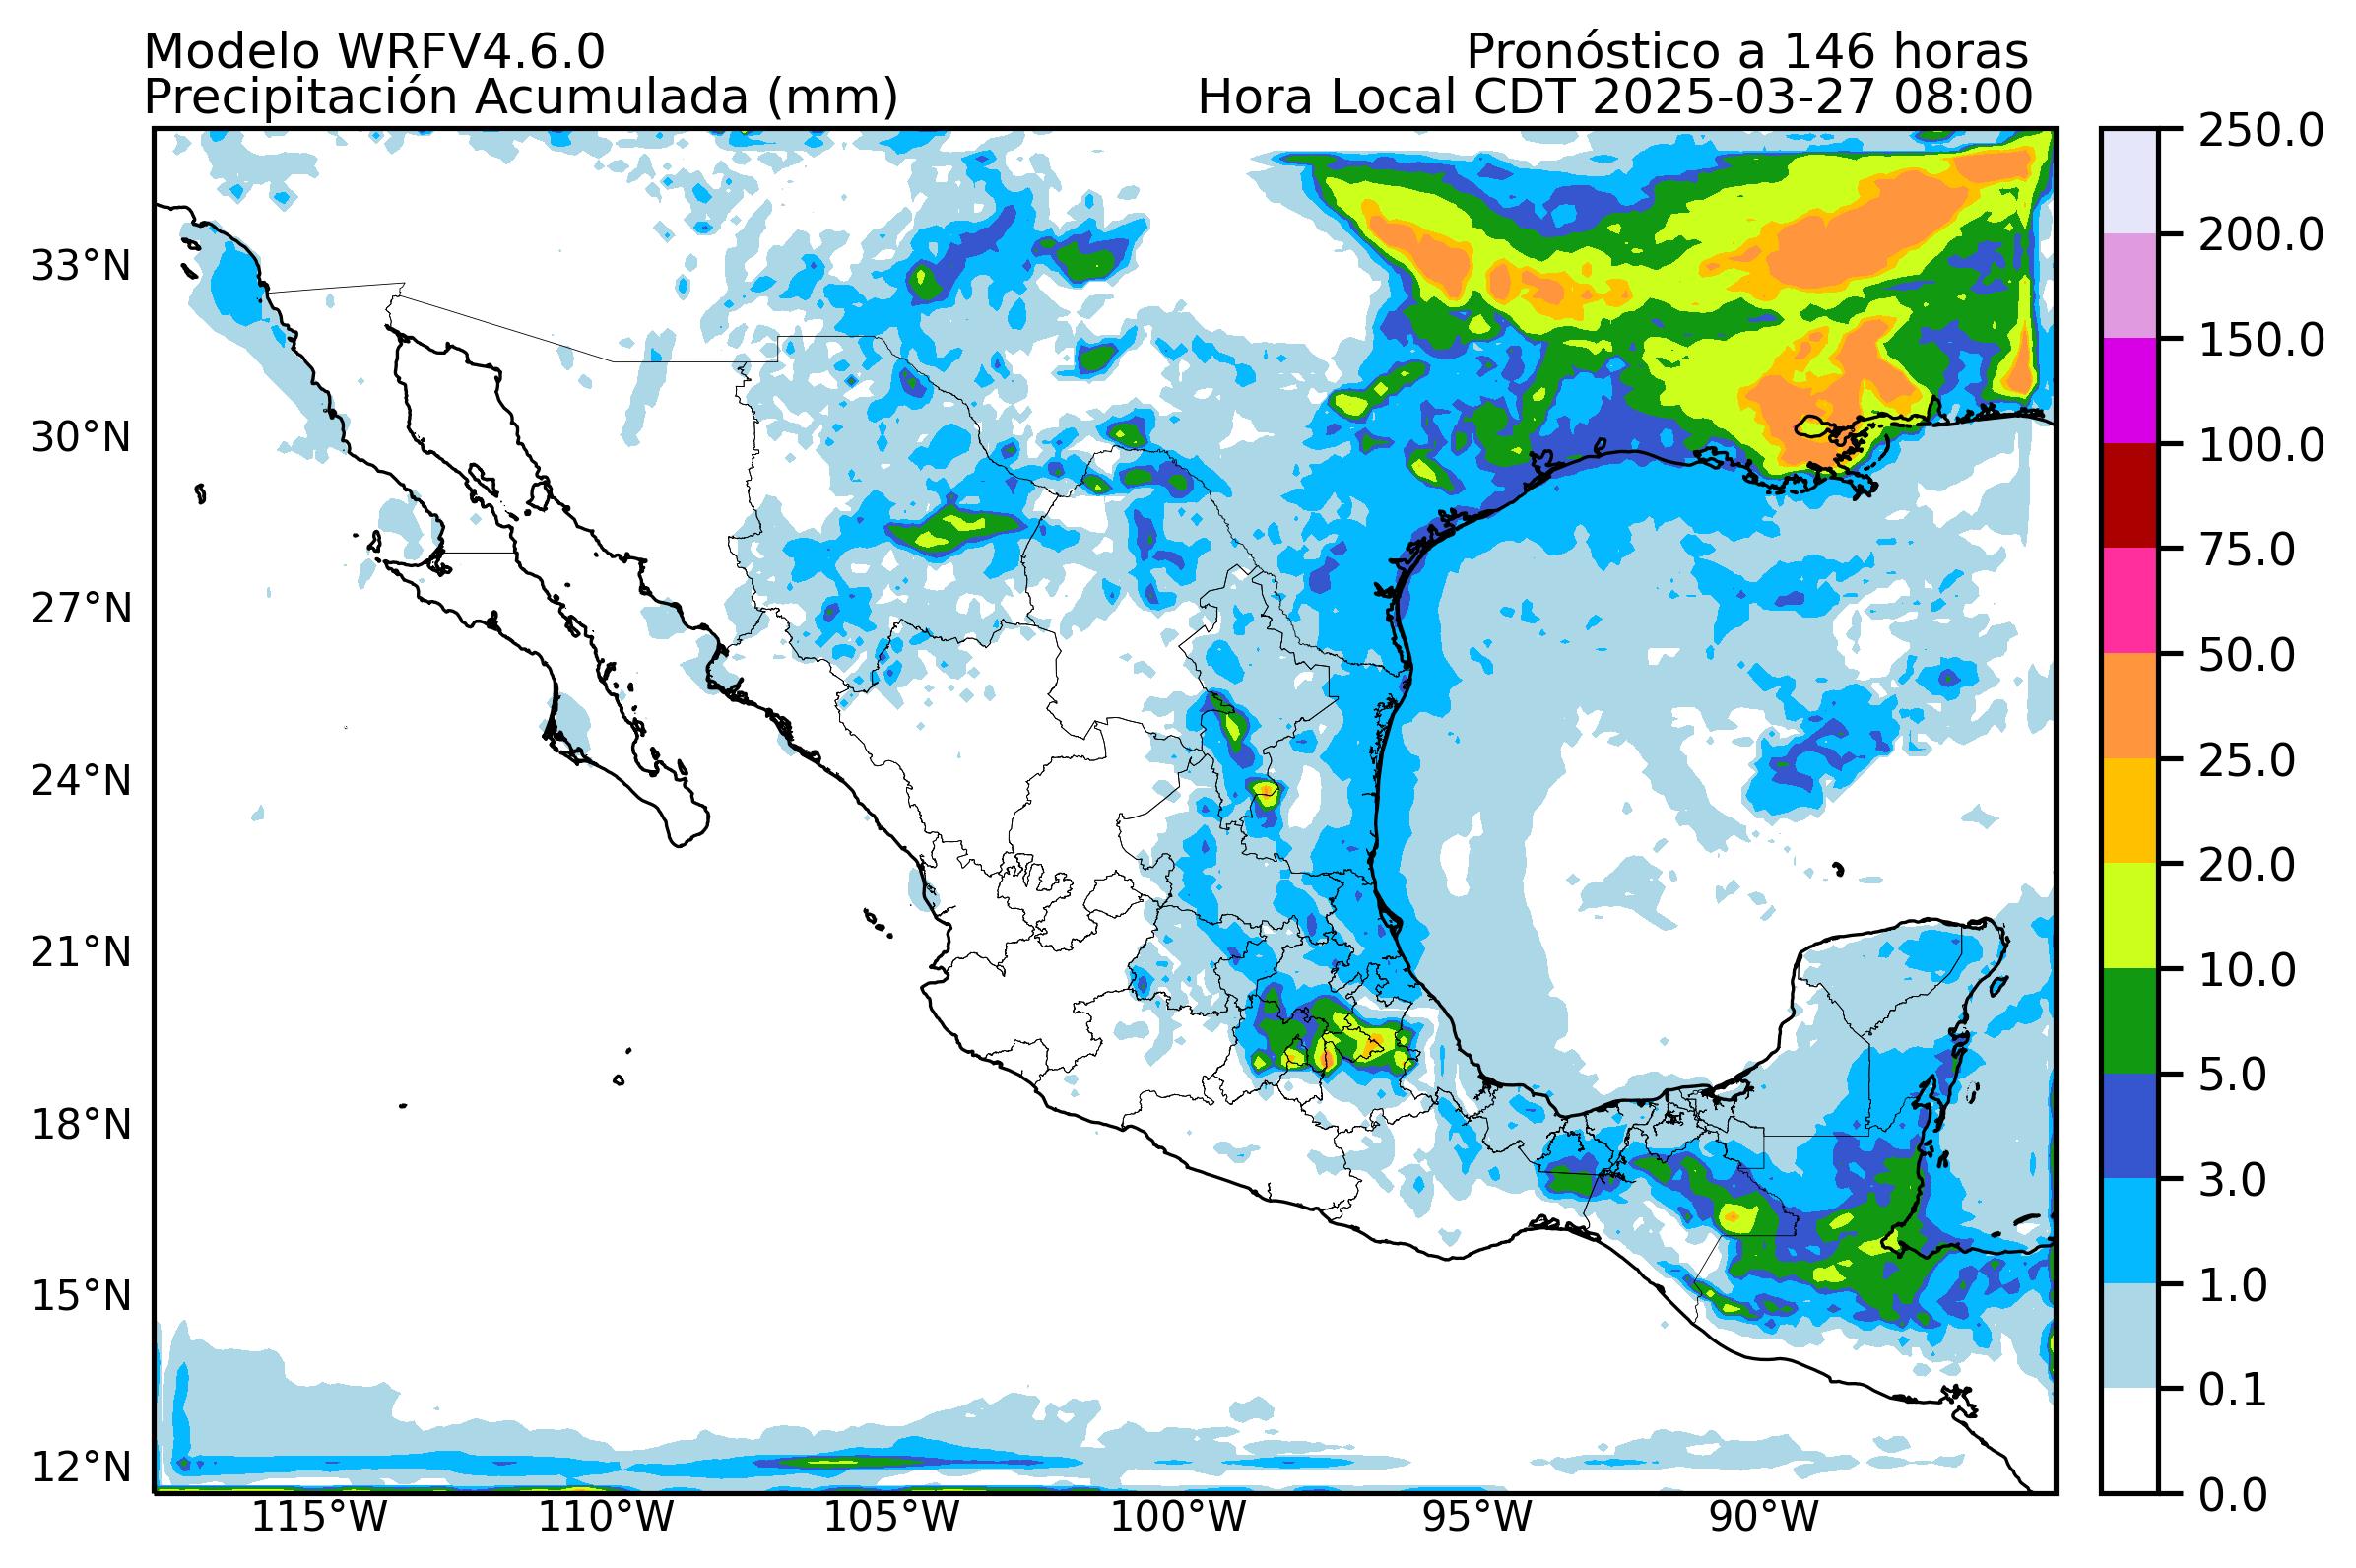 Modelo WRFV4.6.0
Pronóstico a 146 horas
Precipitación Acumulada (mm)
Hora Local CDT 2025-03-27 08:00
250.0
200.0
150.0
100.0
75.0
50.0
25.0
20.0
10.0
5.0
3.0
1.0
0.1
0.0
33°N
30°N
27°N
24°N
21°N
18°N
15°N
12°N
115°W
110°W
105°W
100°W
95°W
90°W